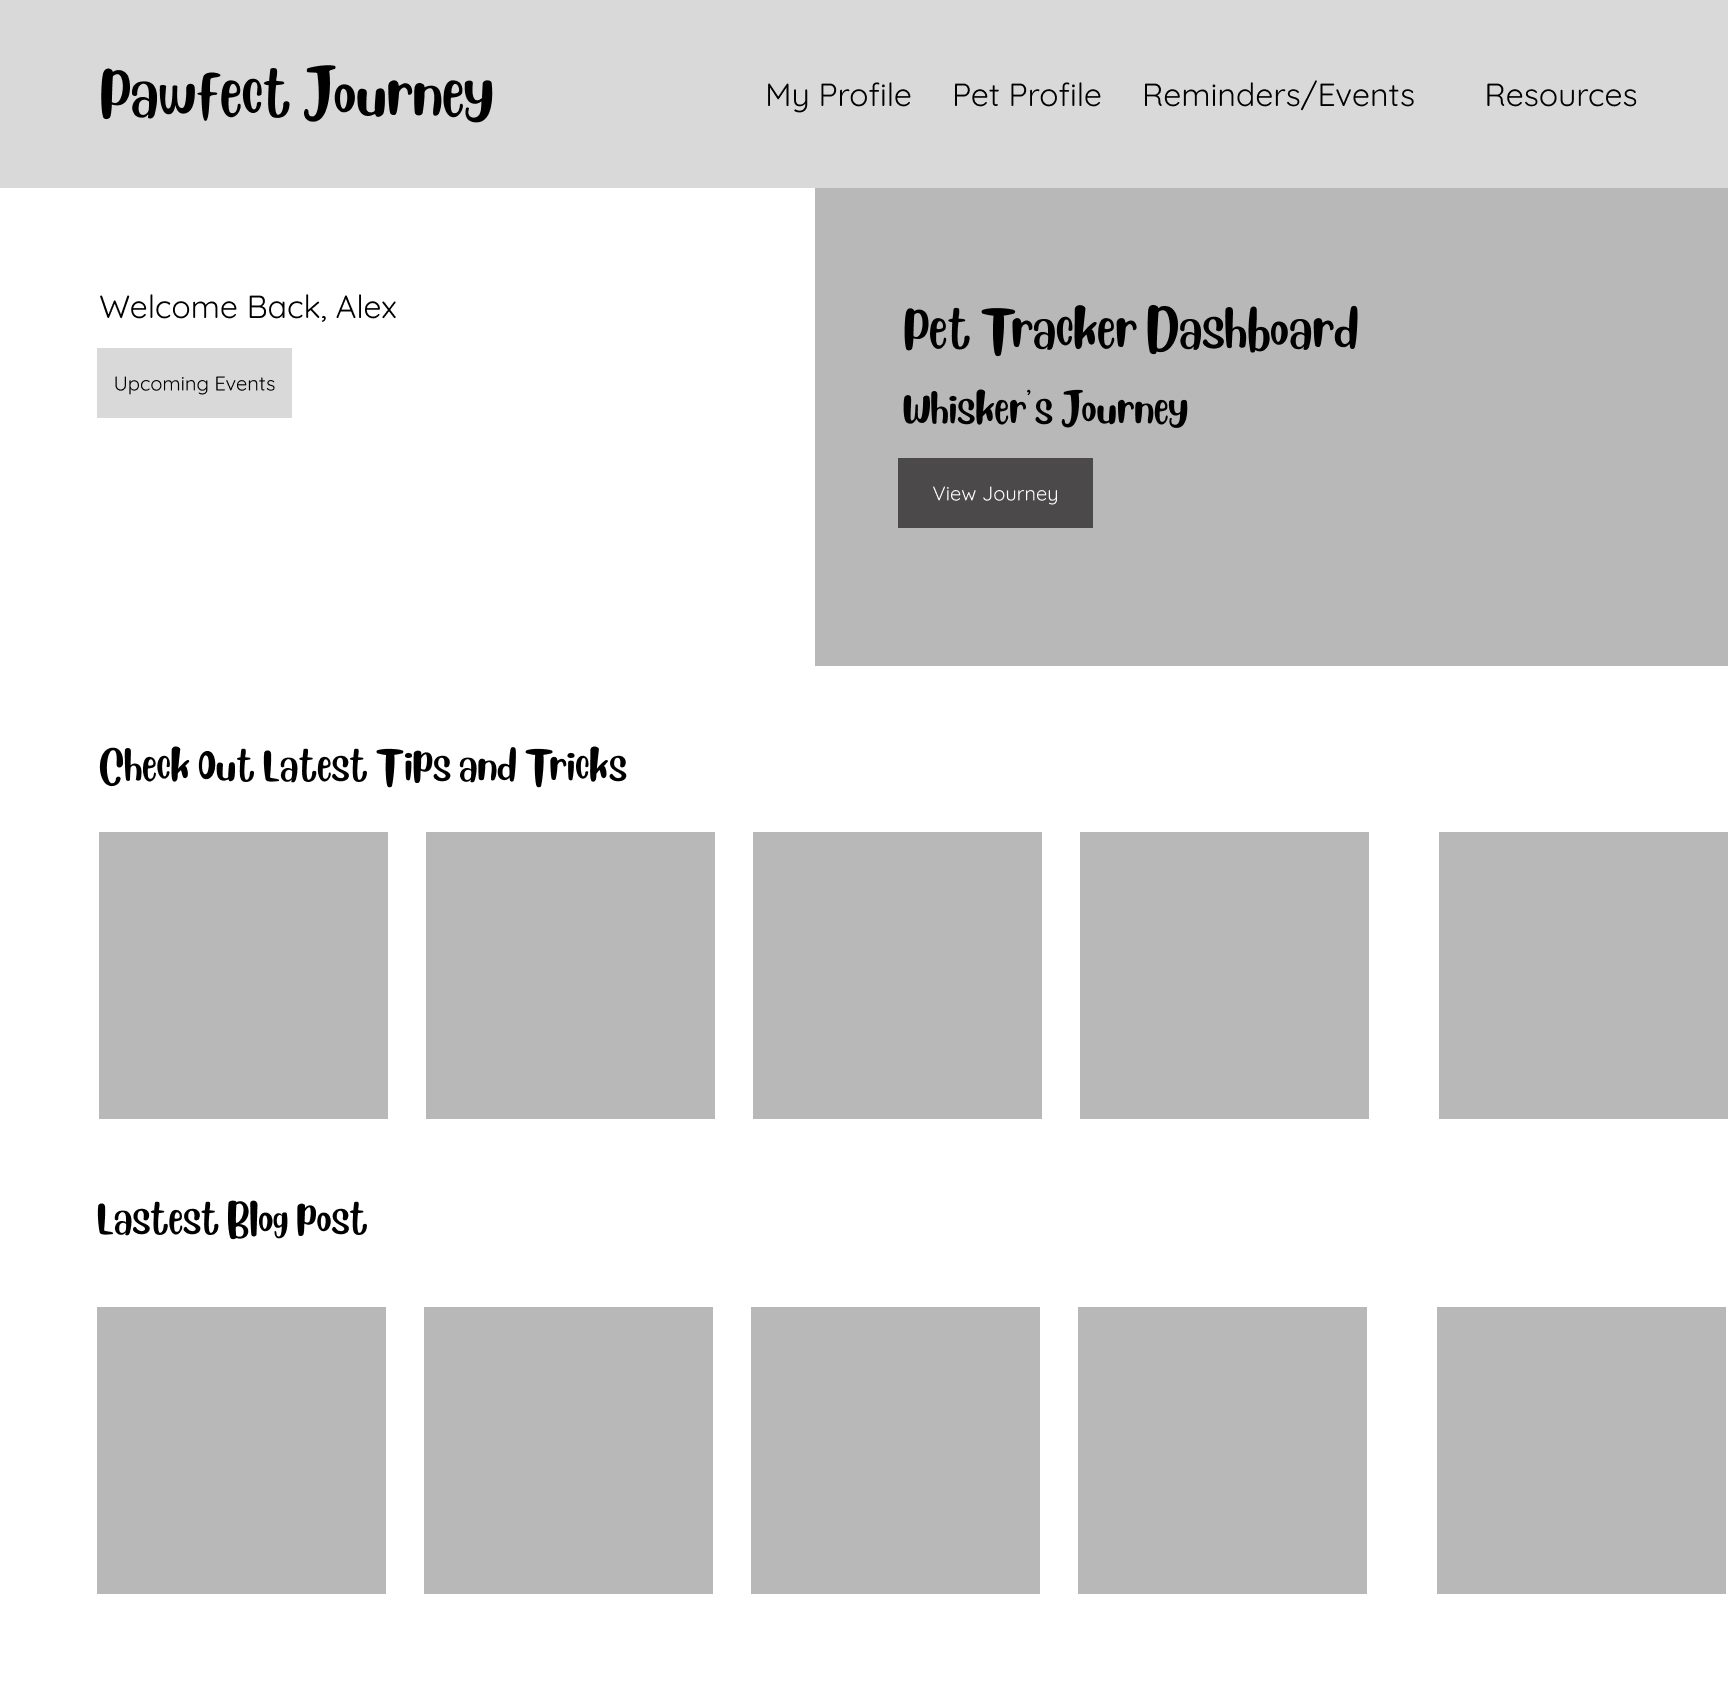 Pawfect Journey
My Profile
Pet Profile
Reminders/Events
Resources
Welcome Back, Alex
Upcoming Events
Pet Tracker Dashboard
Whisker's Journey
View Journey
Check Out Latest Tips and Tricks
Lastest Blog Post